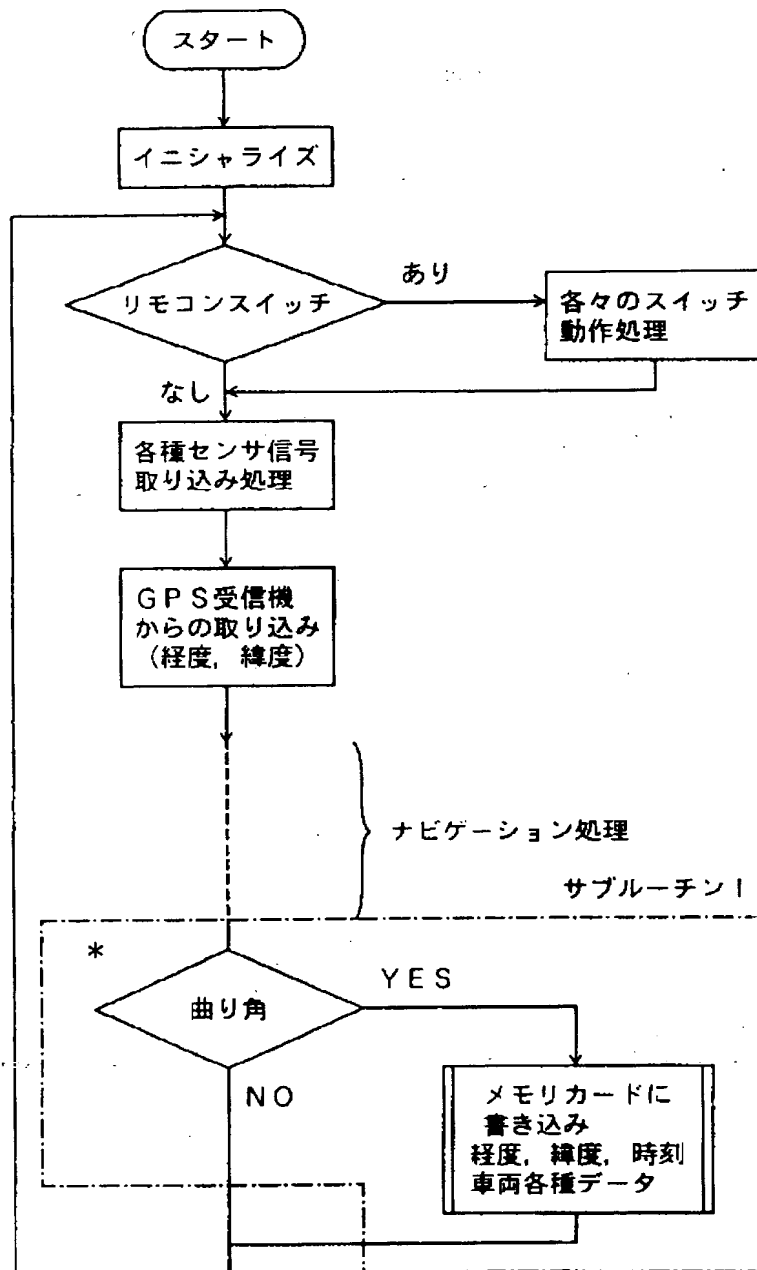 スタート
イニシャライズ
リモコンスイッチ
あり
各々のスイッチ
動作処理
なし
各種センサ信号
取り込み処理
GPS受信機
からの取り込み
(経度, 緯度)
ナビゲーション処理
サブルーチンI
*
曲り角
YES
NO
メモリカードに
書き込み
経度, 緯度, 時刻
車両各種データ